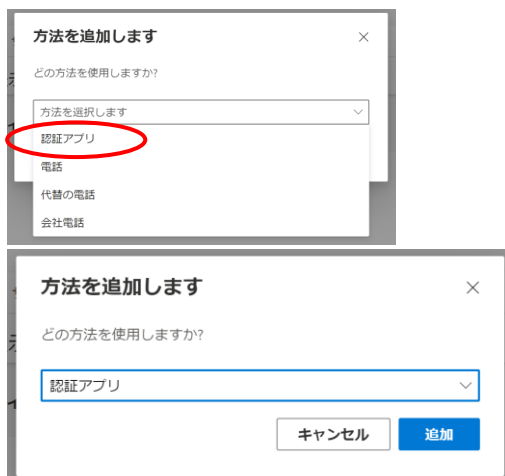 方法を追加します
どの方法を使用しますか?
方法を選択します
認証アプリ
電話
代替の電話
会社電話
方法を追加します
どの方法を使用しますか?
認証アプリ
キャンセル 追加